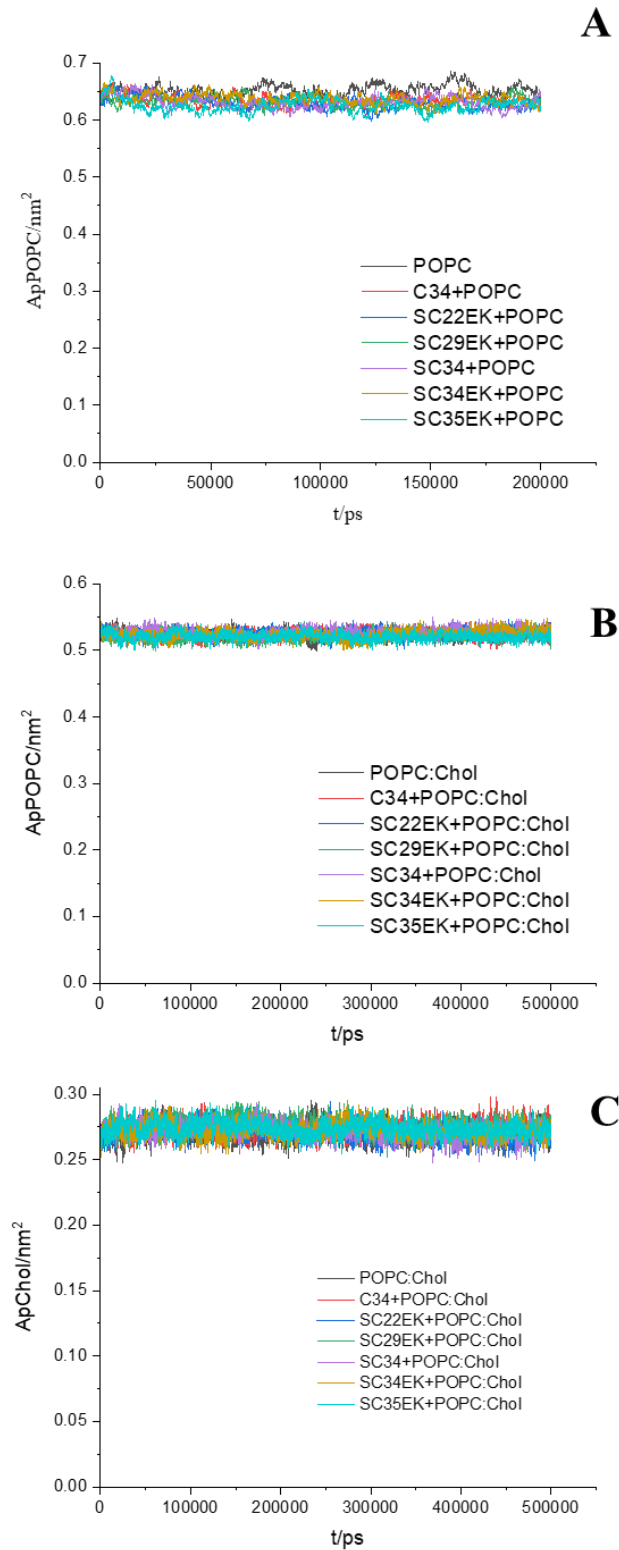 A
0.7
0.6
0.5
0.4
0.3
0.2
0.1
0.0
ApPOPC/nm²
POPC
C34+POPC
SC22EK+POPC
SC29EK+POPC
SC34+POPC
SC34EK+POPC
SC35EK+POPC
0 50000 100000 150000 200000
t/ps
B
0.6
0.5
0.4
0.3
0.2
0.1
0.0
ApPOPC/nm²
POPC:Chol
C34+POPC:Chol
SC22EK+POPC:Chol
SC29EK+POPC:Chol
SC34+POPC:Chol
SC34EK+POPC:Chol
SC35EK+POPC:Chol
0 100000 200000 300000 400000 500000
t/ps
C
0.30
0.25
0.20
0.15
0.10
0.05
0.00
ApChol/nm²
POPC:Chol
C34+POPC:Chol
SC22EK+POPC:Chol
SC29EK+POPC:Chol
SC34+POPC:Chol
SC34EK+POPC:Chol
SC35EK+POPC:Chol
0 100000 200000 300000 400000 500000
t/ps